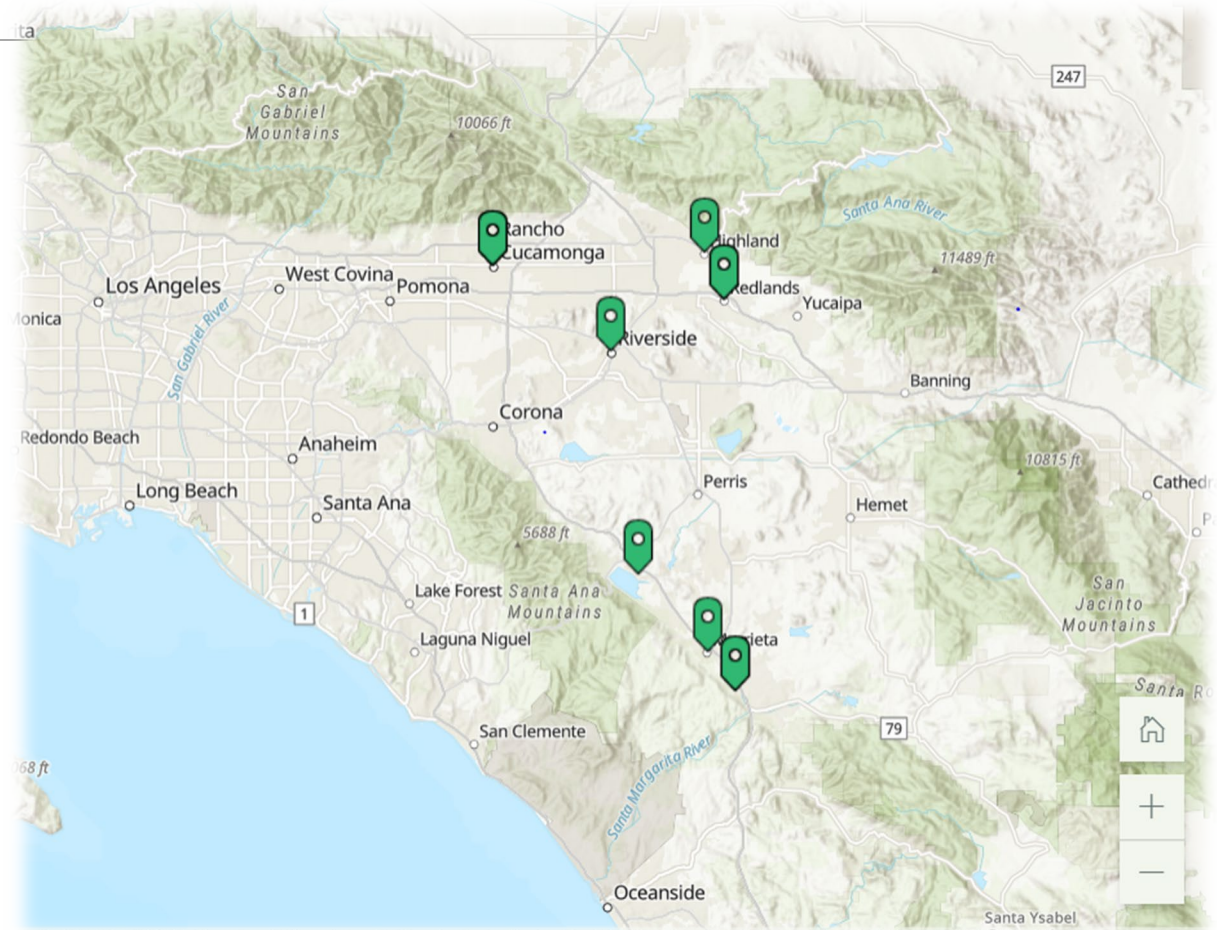 ita
247
San
Gabriel
Mountains
10066 ft
Santa Ana River
Rancho
Cucamonga
Highland
11489 ft
Los Angeles
West Covina
Pomona
Redlands
Yucaipa
Monica
San Gabriel River
Riverside
Banning
Corona
Redondo Beach
Anaheim
10815 ft
Long Beach
Santa Ana
Perris
Hemet
Cathedr
P
5688 ft
Lake Forest
Santa Ana
Mountains
San
Jacinto
Mountains
1
Laguna Niguel
Murrieta
Santa Ro
San Clemente
79
Santa Margarita River
068 ft
Oceanside
Santa Ysabel